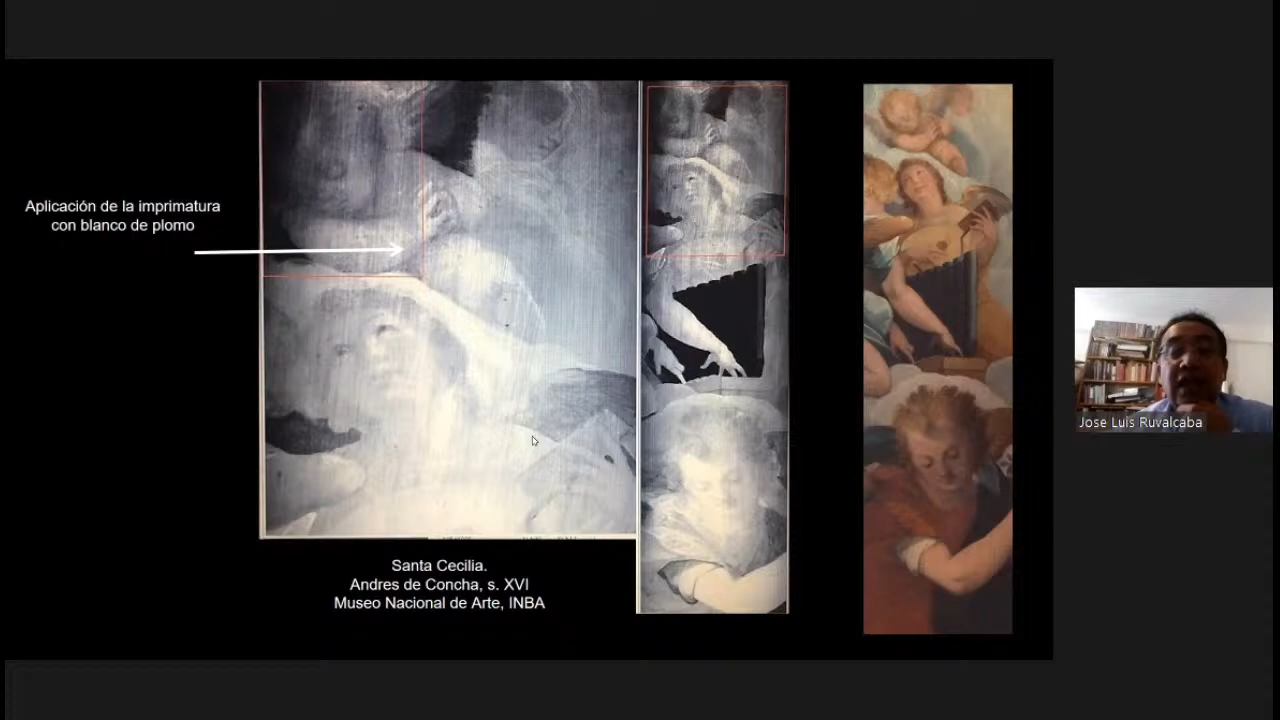 Aplicación de la imprimatura
con blanco de plomo
Santa Cecilia.
Andres de Concha, s. XVI
Museo Nacional de Arte, INBA
Jose Luis Ruvalcaba